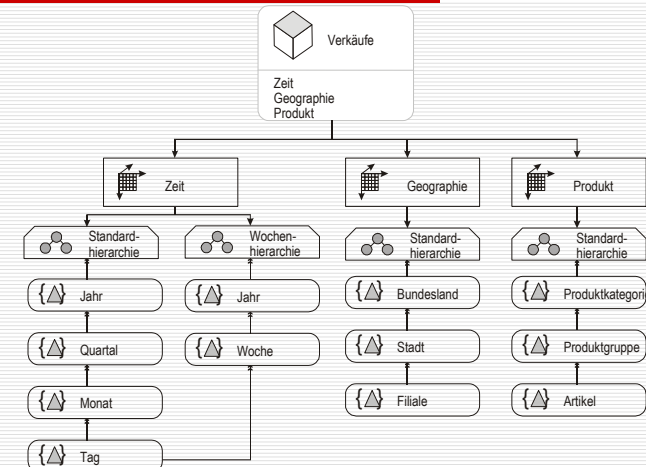 Verkäufe
Zeit
Geographie
Produkt
Zeit
Geographie
Produkt
Standard-
hierarchie
Wochen-
hierarchie
Standard-
hierarchie
Standard-
hierarchie
Jahr
Jahr
Bundesland
Produktkategori
Quartal
Woche
Stadt
Produktgruppe
Monat
Filiale
Artikel
Tag